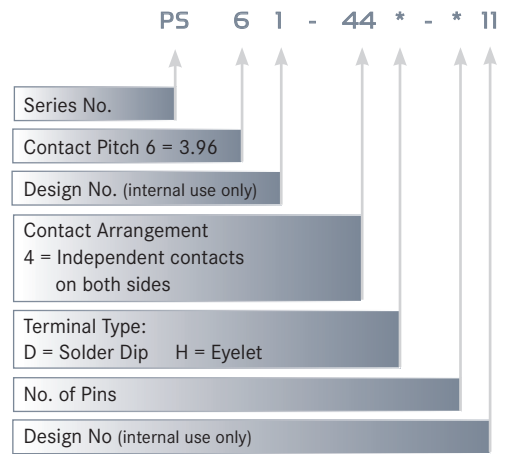 PS 6 1 - 44 * - * 11
Series No.
Contact Pitch 6 = 3.96
Design No. (internal use only)
Contact Arrangement
4 = Independent contacts
on both sides
Terminal Type:
D = Solder Dip H = Eyelet
No. of Pins
Design No (internal use only)